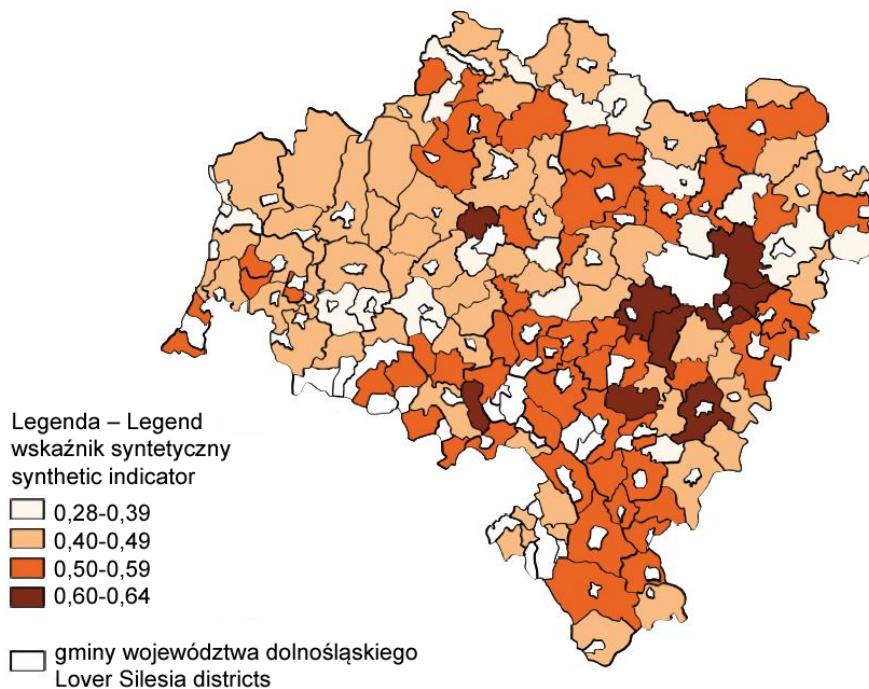 Legenda – Legend
wskaźnik syntetyczny
synthetic indicator
0,28-0,39
0,40-0,49
0,50-0,59
0,60-0,64
gminy województwa dolnośląskiego
Lover Silesia districts